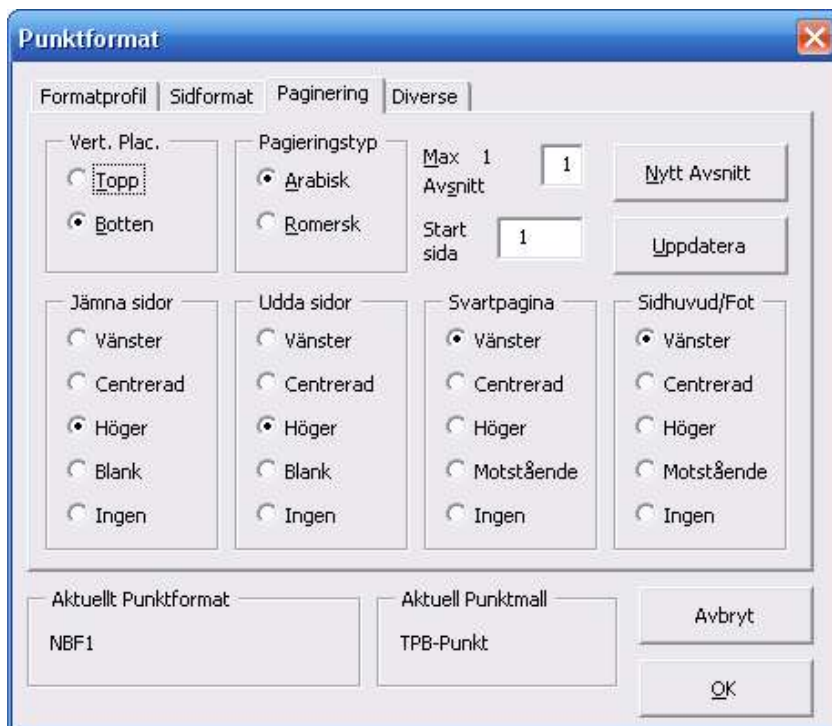 Punktformat
Formatprofil Sidformat Paginering Diverse
Vert. Plac.
Topp
Botten
Pagieringstyp
Arabisk
Romersk
Max 1
Avsnitt
1
Start
sida
1
Nytt Avsnitt
Uppdatera
Jämna sidor
Vänster
Centrerad
Höger
Blank
Ingen
Udda sidor
Vänster
Centrerad
Höger
Blank
Ingen
Svartpagina
Vänster
Centrerad
Höger
Motstående
Ingen
Sidhuvud/Fot
Vänster
Centrerad
Höger
Motstående
Ingen
Aktuellt Punktformat
NBF1
Aktuell Punktmall
TPB-Punkt
Avbryt
OK